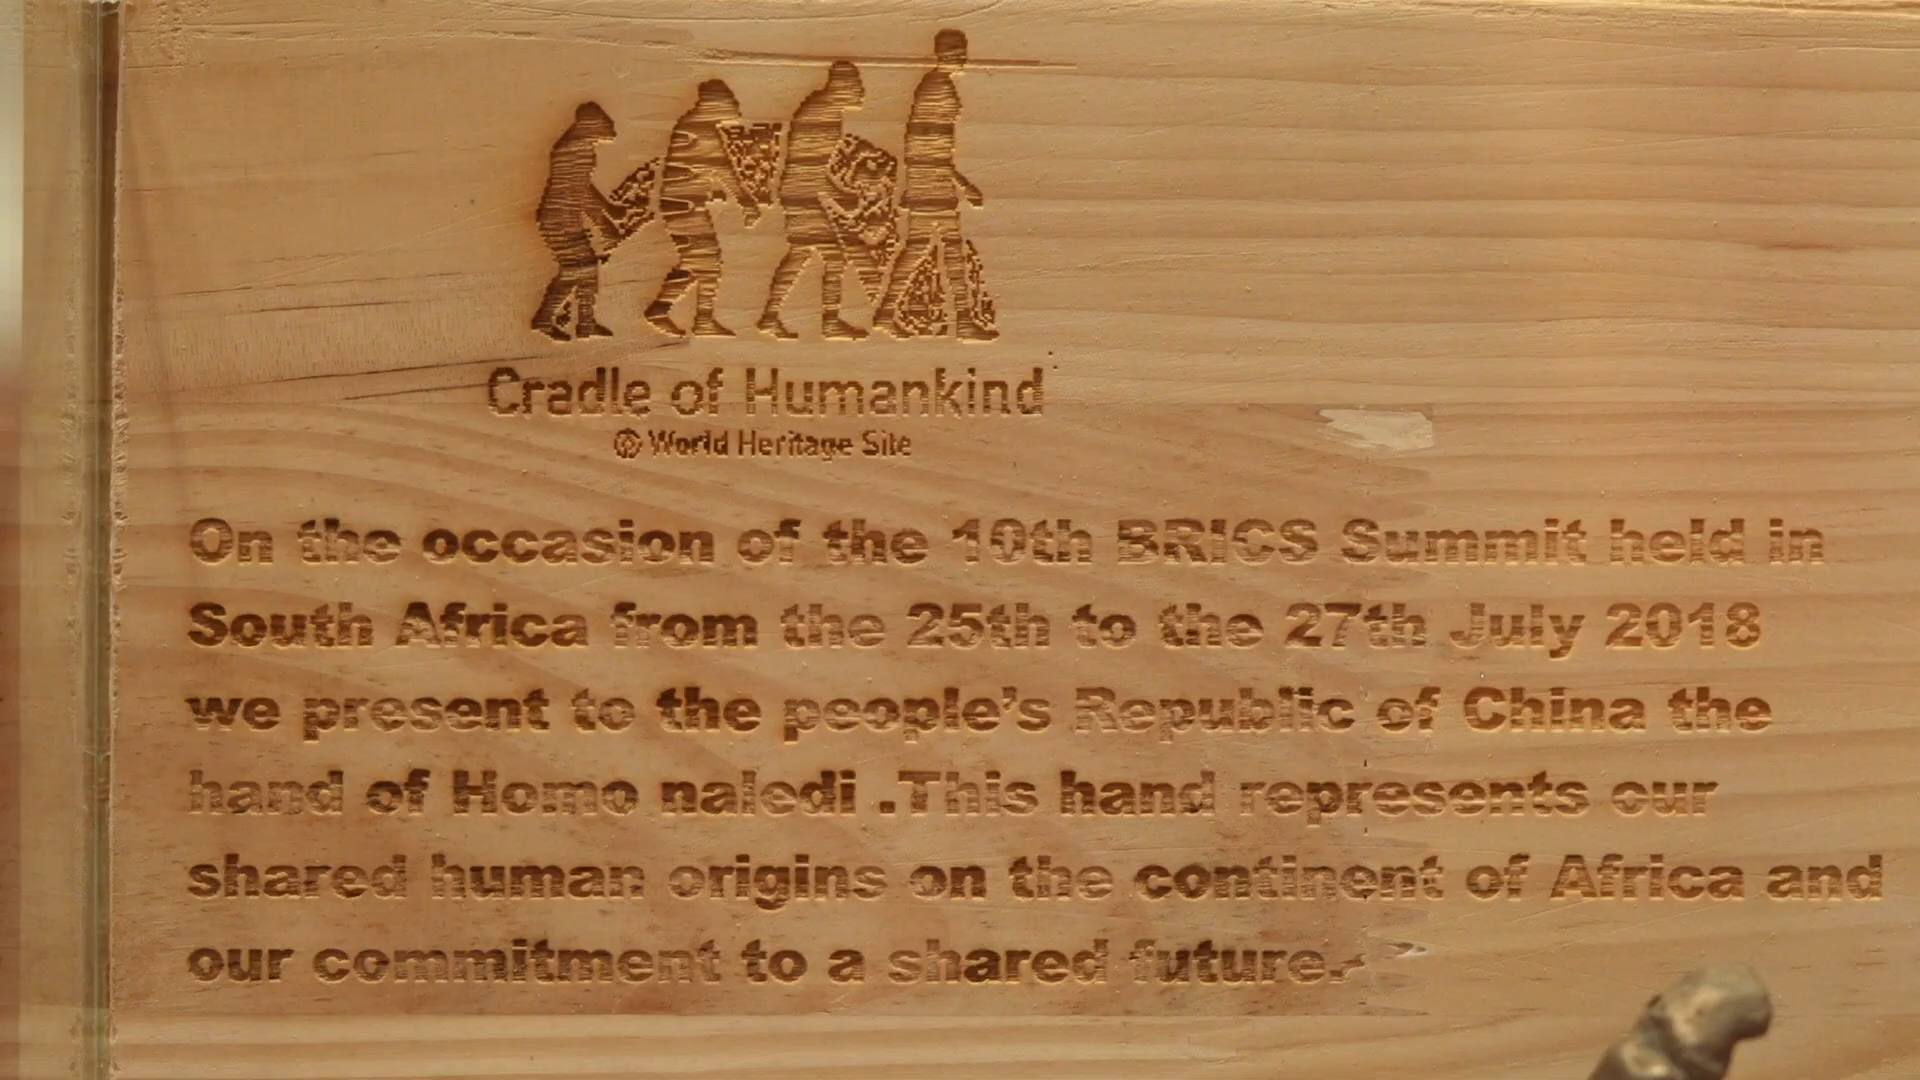 Cradle of Humankind
World Heritage Site
On the occasion of the 10th BRICS Summit held in
South Africa from the 25th to the 27th July 2018
we present to the people's Republic of China the
hand of Homo naledi .This hand represents our
shared human origins on the continent of Africa and
our commitment to a shared future.